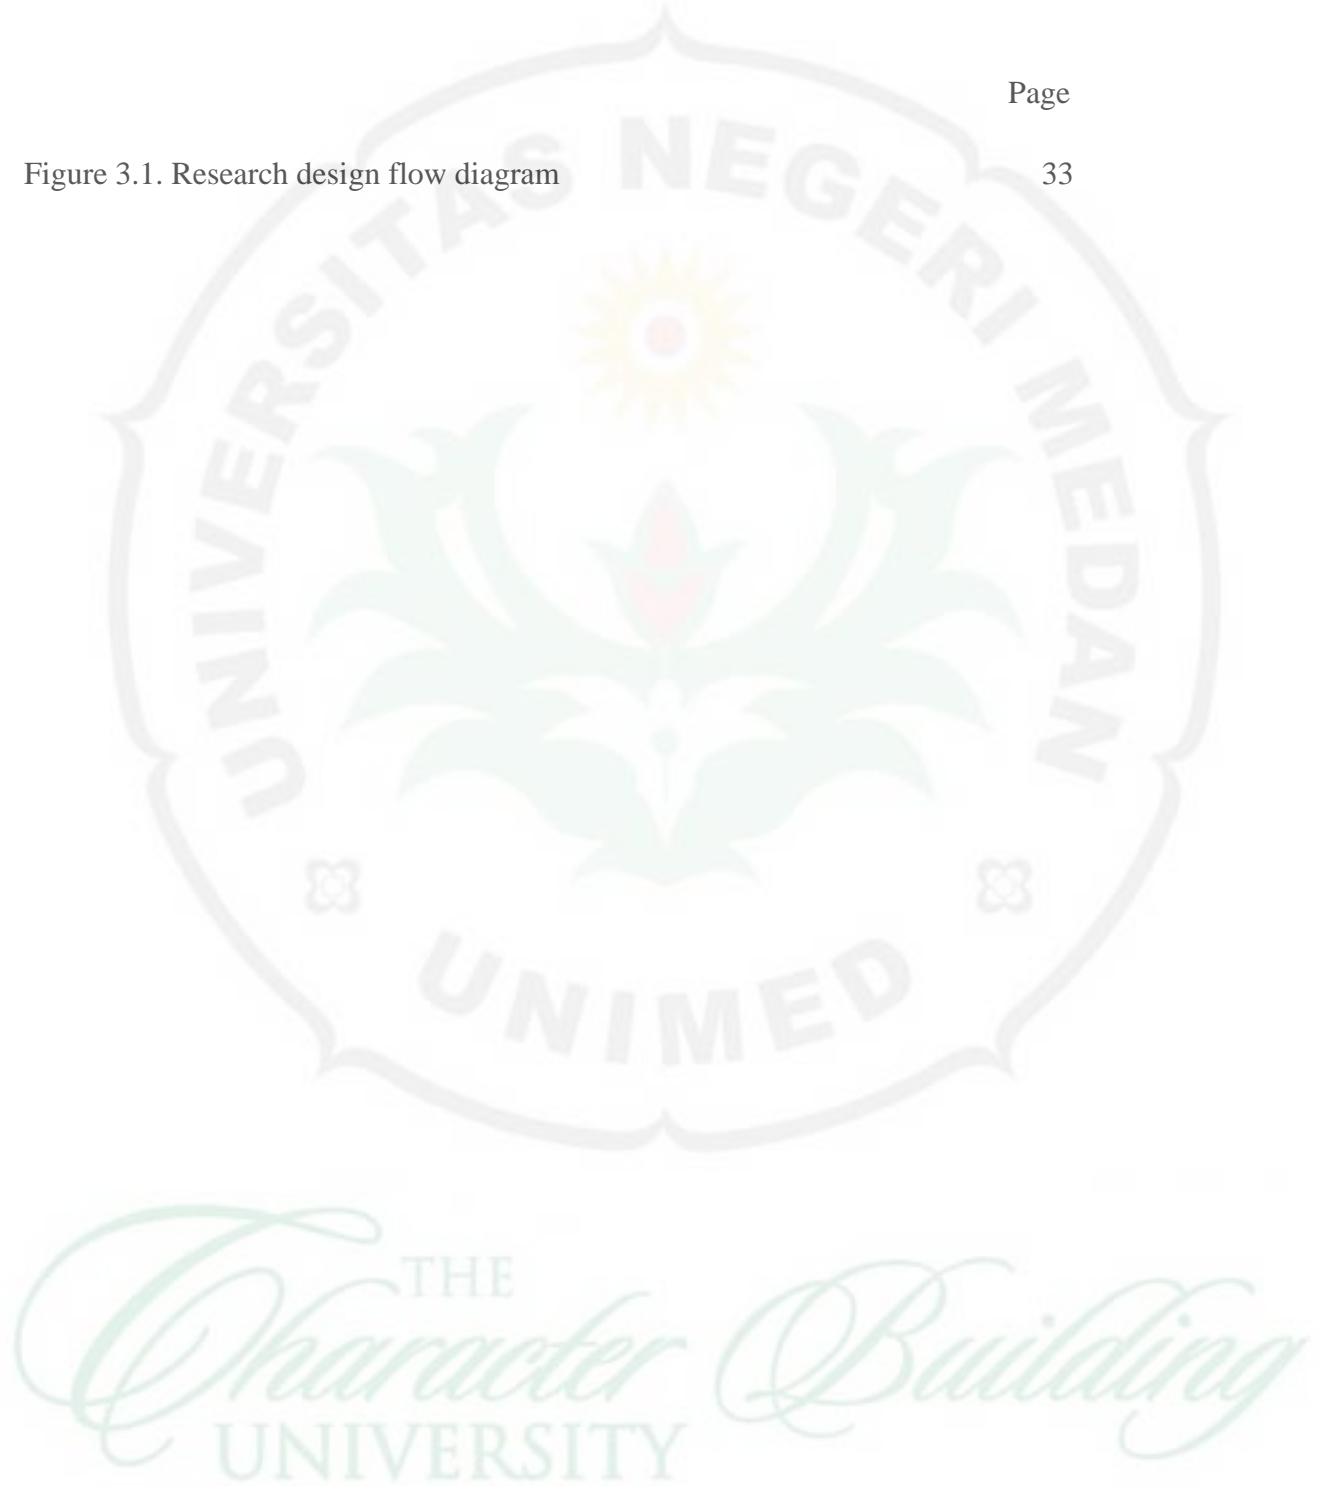 Page
Figure 3.1. Research design flow diagram 33
UNIVERSITAS NEGERI MEDAN
UNIMED
THE
Character Building
UNIVERSITY